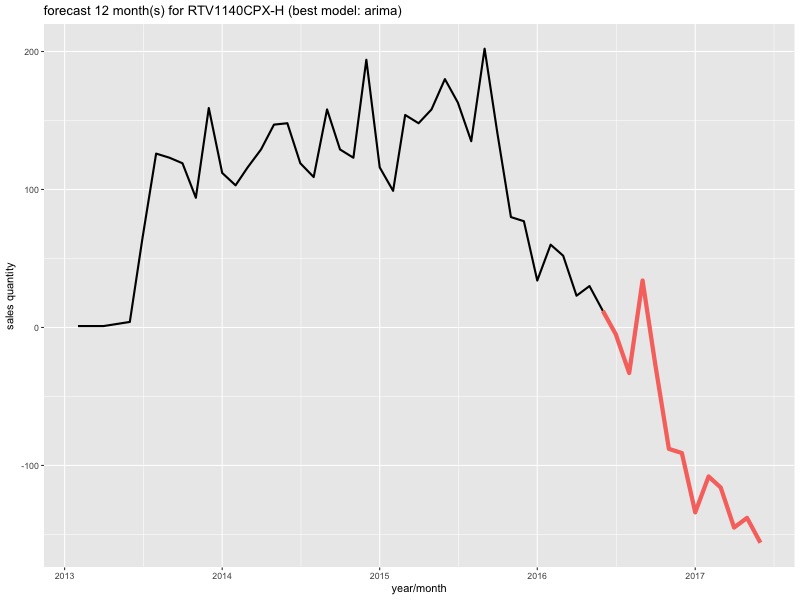 forecast 12 month(s) for RTV1140CPX-H (best model: arima)
200
100
0
-100
sales quantity
2013 2014 2015 2016 2017
year/month